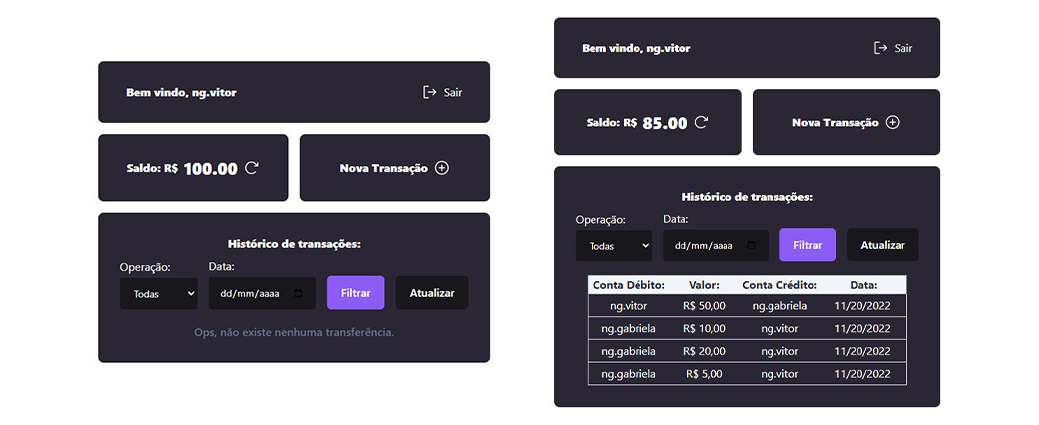 Bem vindo, ng.vitor
Sair
Saldo: R$ 100.00
Nova Transação
Histórico de transações:
Operação:
Data:
Todas
dd/mm/aaaa
Filtrar
Atualizar
Ops, não existe nenhuma transferência.
Bem vindo, ng.vitor
Sair
Saldo: R$ 85.00
Nova Transação
Histórico de transações:
Operação:
Data:
Todas
dd/mm/aaaa
Filtrar
Atualizar
Conta Débito: Valor: Conta Crédito: Data:
ng.vitor R$ 50,00 ng.gabriela 11/20/2022
ng.gabriela R$ 10,00 ng.vitor 11/20/2022
ng.gabriela R$ 20,00 ng.vitor 11/20/2022
ng.gabriela R$ 5,00 ng.vitor 11/20/2022